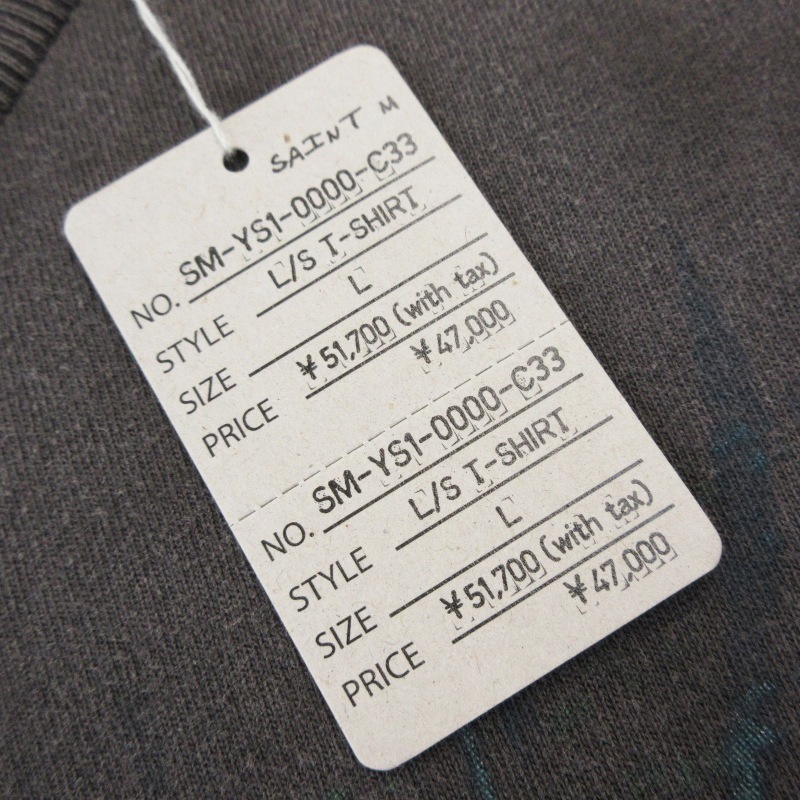 SAINT M
NO. SM-YS1-0000-C33
STYLE L/S T-SHIRT
SIZE L
PRICE ¥51,700 (with tax)
¥47,000
NO. SM-YS1-0000-C33
STYLE L/S T-SHIRT
SIZE L
PRICE ¥51,700 (with tax)
¥47,000